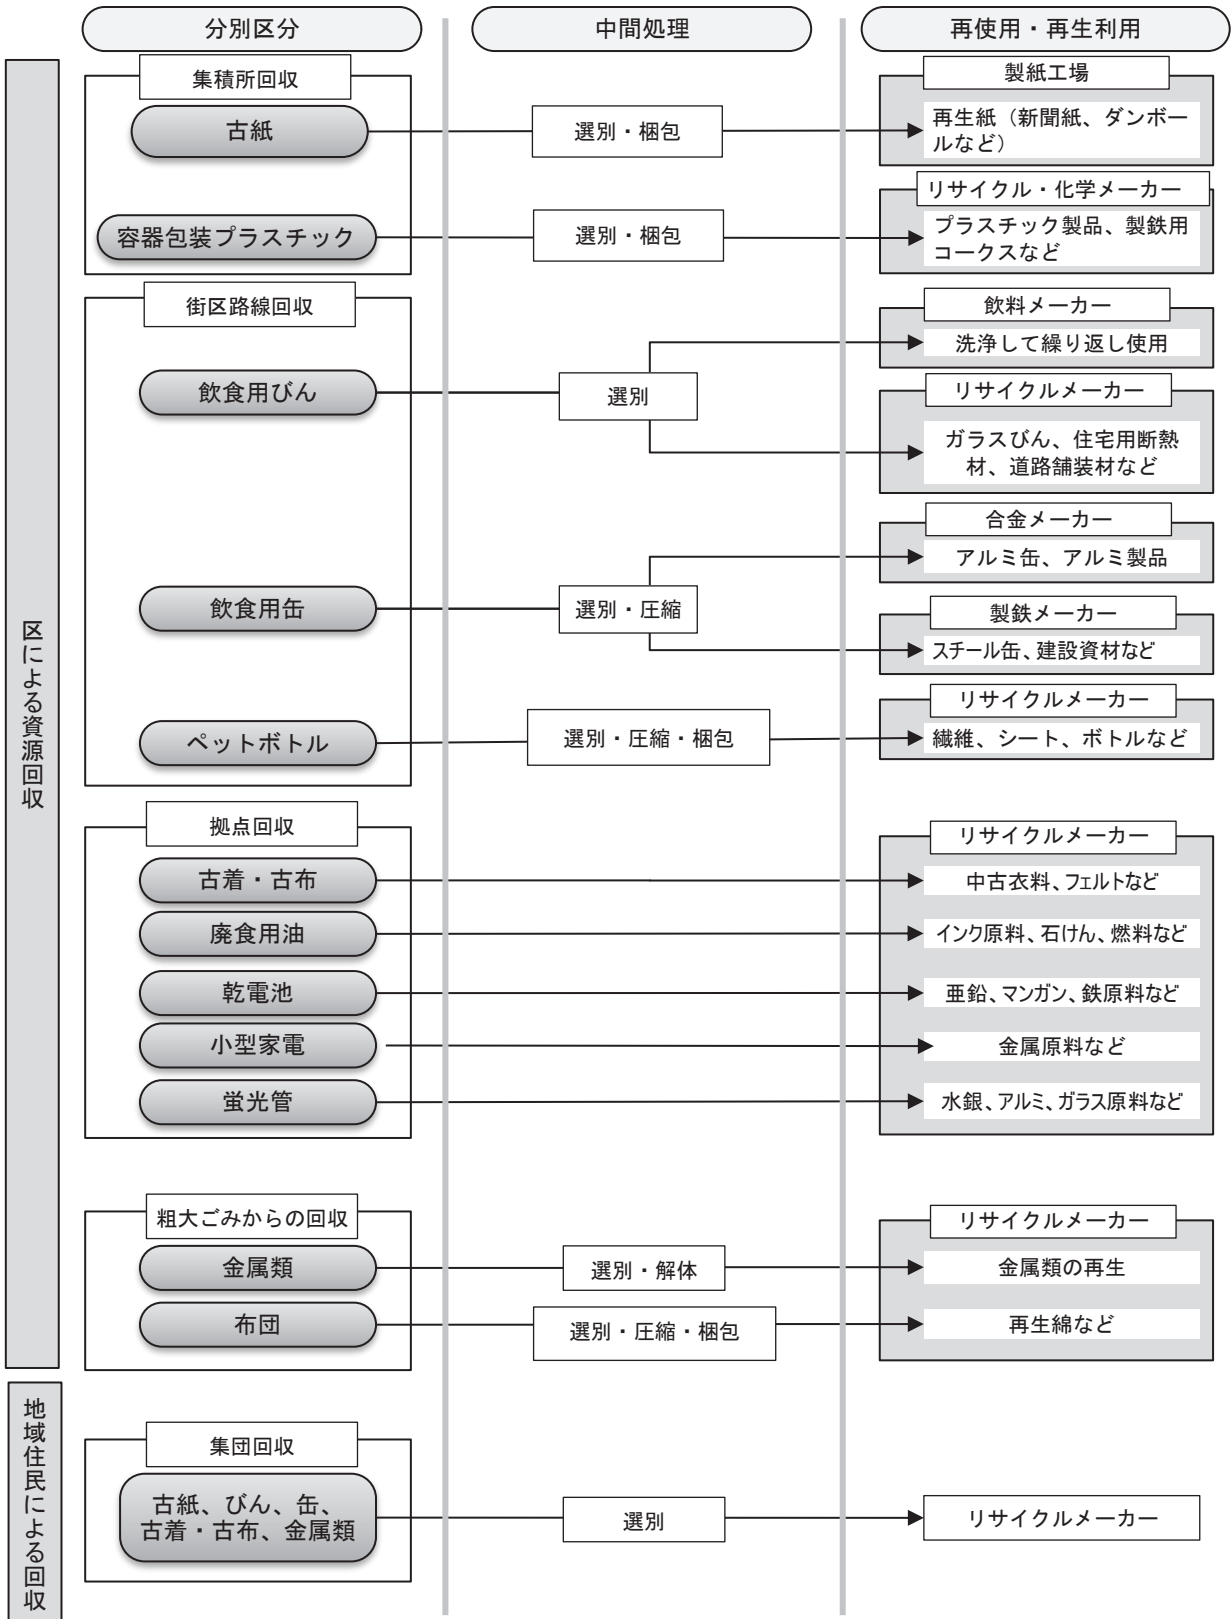 分別区分
中間処理
再使用・再生利用
区による資源回収
集積所回収
古紙
選別・梱包
製紙工場
再生紙（新聞紙、ダンボー
ルなど）
容器包装プラスチック
選別・梱包
リサイクル・化学メーカー
プラスチック製品、製鉄用
コークスなど
街区路線回収
飲食用びん
選別
飲料メーカー
洗浄して繰り返し使用
リサイクルメーカー
ガラスびん、住宅用断熱
材、道路舗装材など
飲食用缶
選別・圧縮
合金メーカー
アルミ缶、アルミ製品
製鉄メーカー
スチール缶、建設資材など
ペットボトル
選別・圧縮・梱包
リサイクルメーカー
繊維、シート、ボトルなど
拠点回収
リサイクルメーカー
古着・古布
中古衣料、フェルトなど
廃食用油
インク原料、石けん、燃料など
乾電池
亜鉛、マンガン、鉄原料など
小型家電
金属原料など
蛍光管
水銀、アルミ、ガラス原料など
粗大ごみからの回収
リサイクルメーカー
金属類
選別・解体
金属類の再生
布団
選別・圧縮・梱包
再生綿など
地域住民による回収
集団回収
古紙、びん、缶、
古着・古布、金属類
選別
リサイクルメーカー